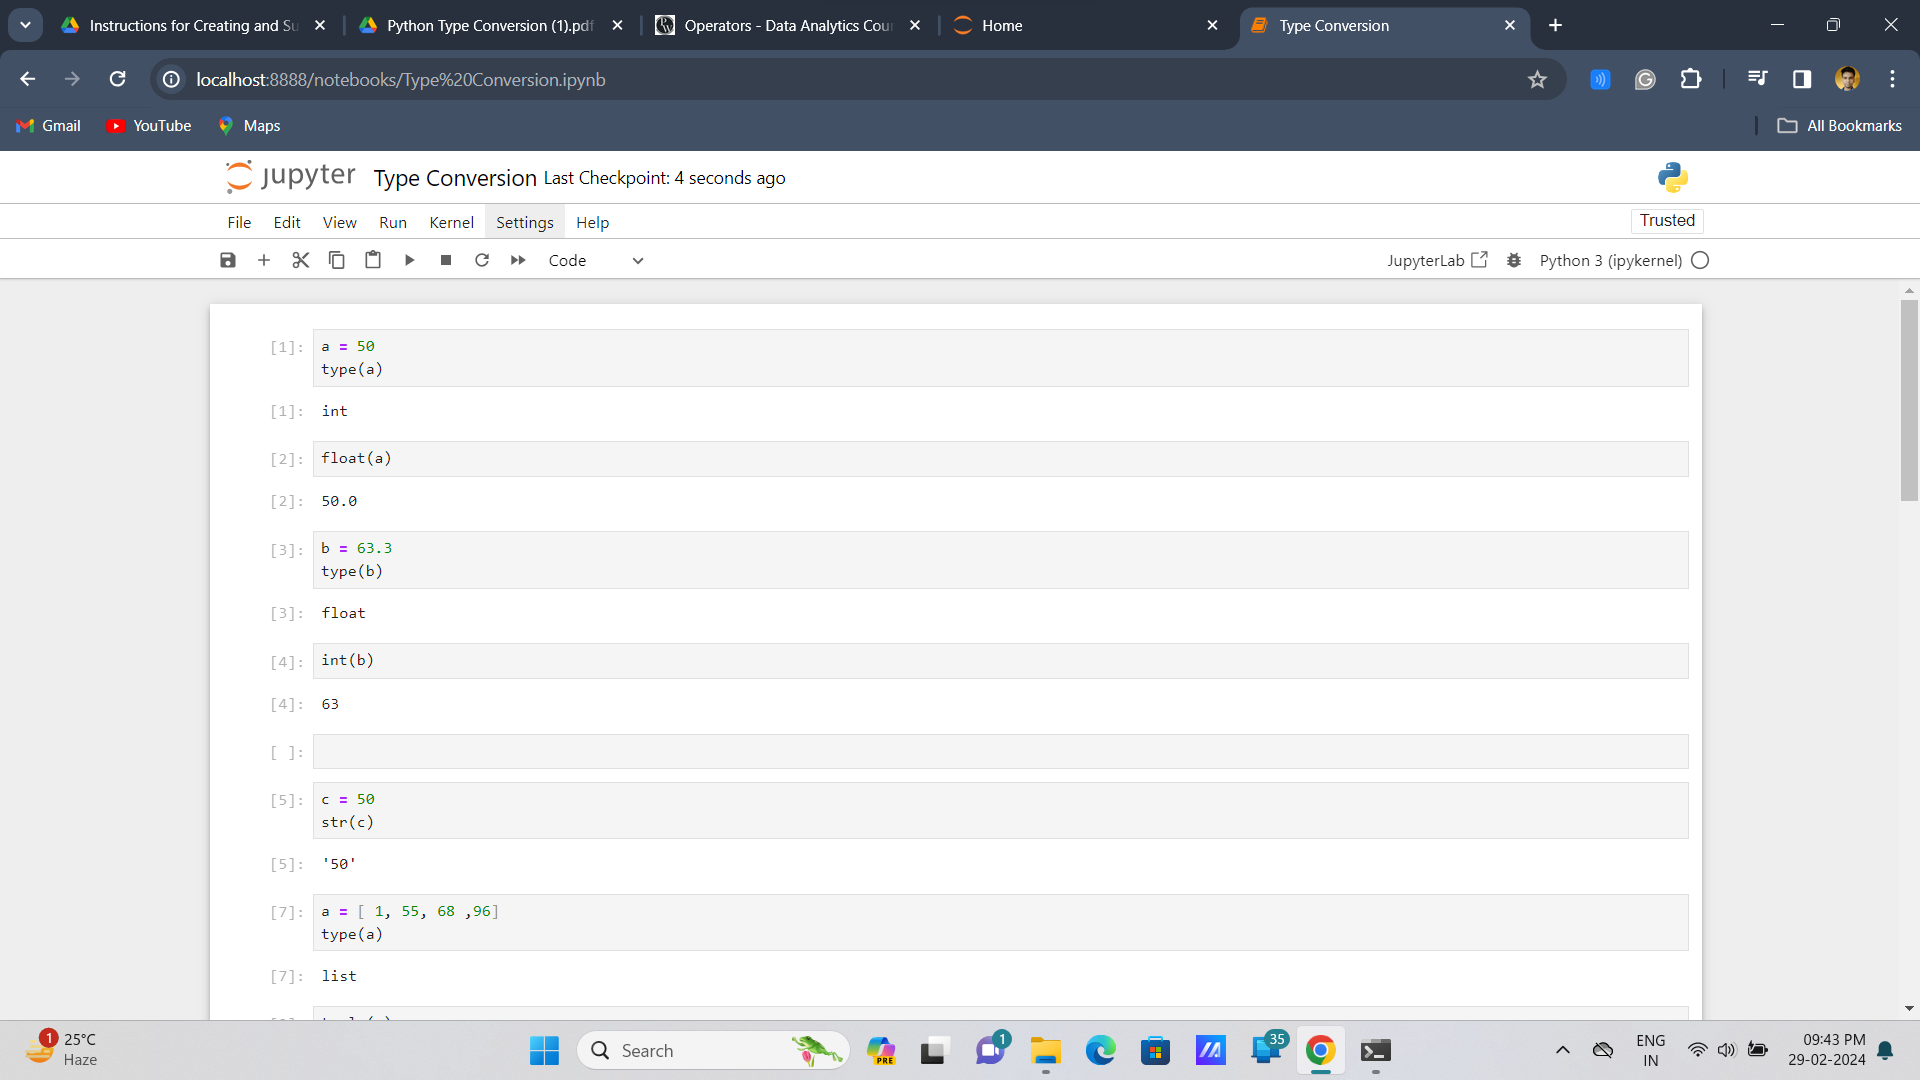 Instructions for Creating and Su
Python Type Conversion (1).pdf
Operators - Data Analytics Cour
Home
Type Conversion
localhost:8888/notebooks/Type%20Conversion.ipynb
Gmail
YouTube
Maps
All Bookmarks
jupyter
Type Conversion Last Checkpoint: 4 seconds ago
File
Edit
View
Run
Kernel
Settings
Help
Trusted
Code
JupyterLab
Python 3 (ipykernel)
[1]: a = 50
type(a)
[1]: int
[2]: float(a)
[2]: 50.0
[3]: b = 63.3
type(b)
[3]: float
[4]: int(b)
[4]: 63
[ ]:
[5]: c = 50
str(c)
[5]: '50'
[7]: a = [ 1, 55, 68 ,96]
type(a)
[7]: list
1
25°C
Haze
Search
PRE
1
35
ENG
IN
09:43 PM
29-02-2024